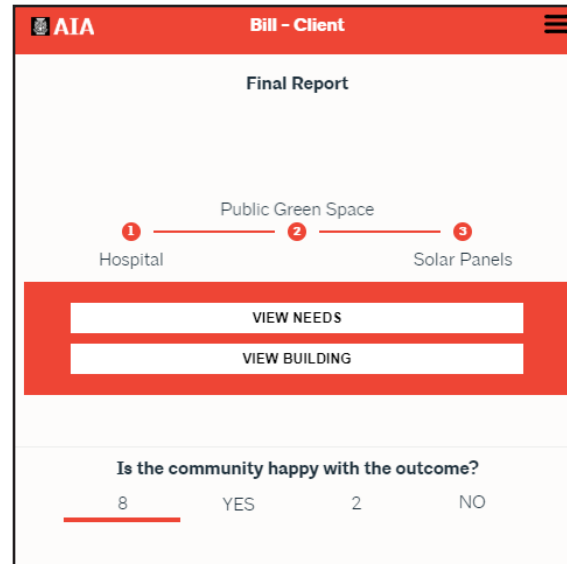 AIA Bill – Client
Final Report
Public Green Space
1 2 3
Hospital Solar Panels
VIEW NEEDS
VIEW BUILDING
Is the community happy with the outcome?
8 YES 2 NO